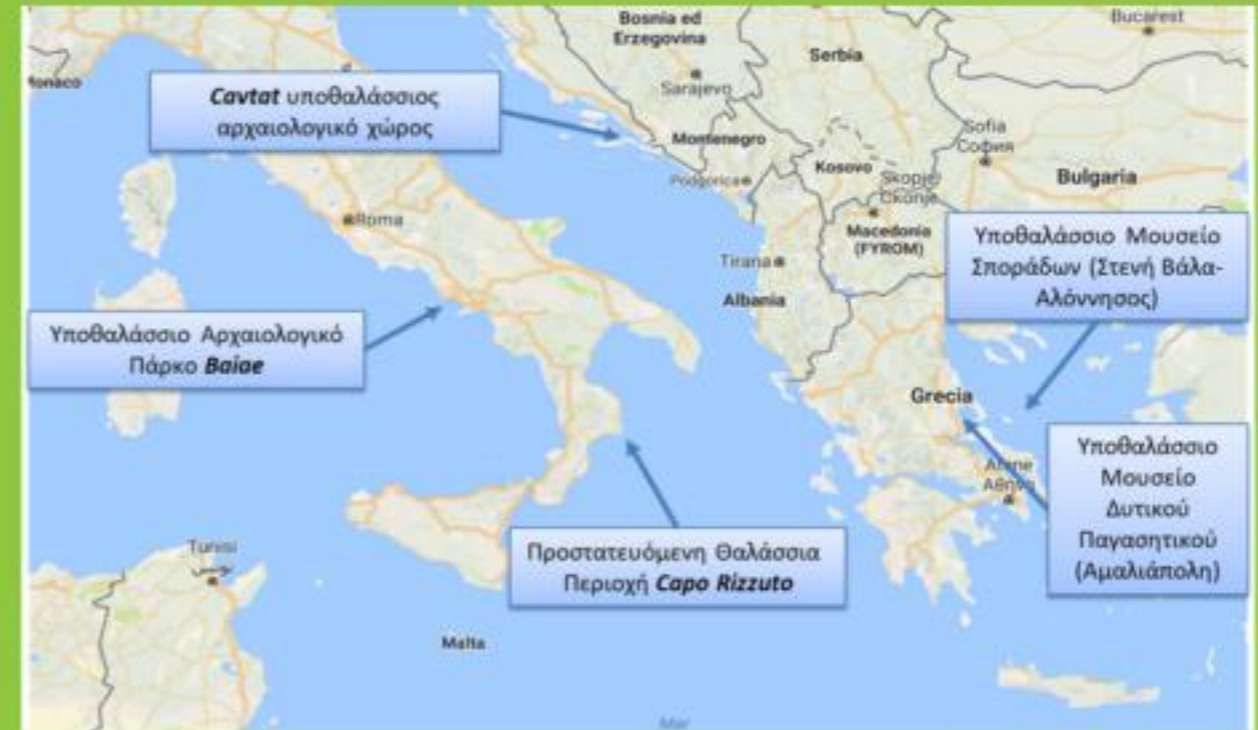 Bosnia ed
Erzegovina
Bucarest
Serbia
Monaco
Cavtat υποθαλάσσιος
αρχαιολογικό χώρος
Sarajevo
Montenegro
Sofia
София
Kosovo
Podgorica
Skopje
Скопје
Bulgaria
Roma
Macedonia
(FYROM)
Υποθαλάσσιο Μουσείο
Σποράδων (Στενή Βάλα-
Αλόννησος)
Tirana
Albania
Υποθαλάσσιο Αρχαιολογικό
Πάρκο Baiae
Grecia
Υποθαλάσσιο
Μουσείο
Δυτικού
Παγασητικού
(Αμαλιάπολη)
Atene
Αθήνα
Προστατευόμενη Θαλάσσια
Περιοχή Capo Rizzuto
Tunisi
Malta
Mar